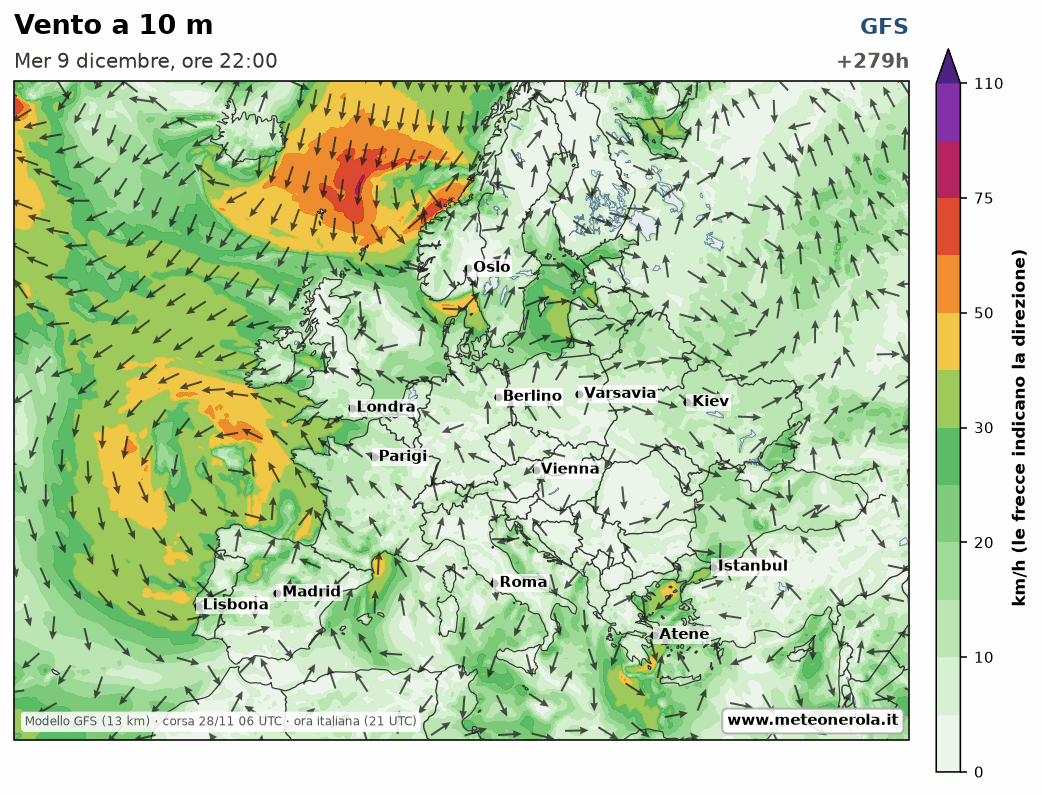 Vento a 10 m
GFS
Mer 9 dicembre, ore 22:00
+279h
110
75
50
30
20
10
0
km/h (le frecce indicano la direzione)
Oslo
Berlino
Varsavia
Kiev
Londra
Parigi
Vienna
Istanbul
Roma
Madrid
Lisbona
Atene
Modello GFS (13 km) · corsa 28/11 06 UTC · ora italiana (21 UTC)
www.meteonerola.it